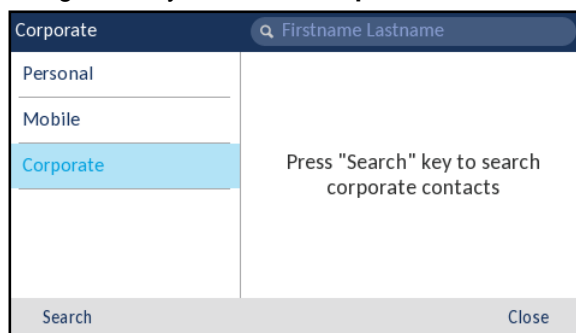 Corporate
Firstname Lastname
Personal
Mobile
Corporate
Press "Search" key to search
corporate contacts
Search
Close